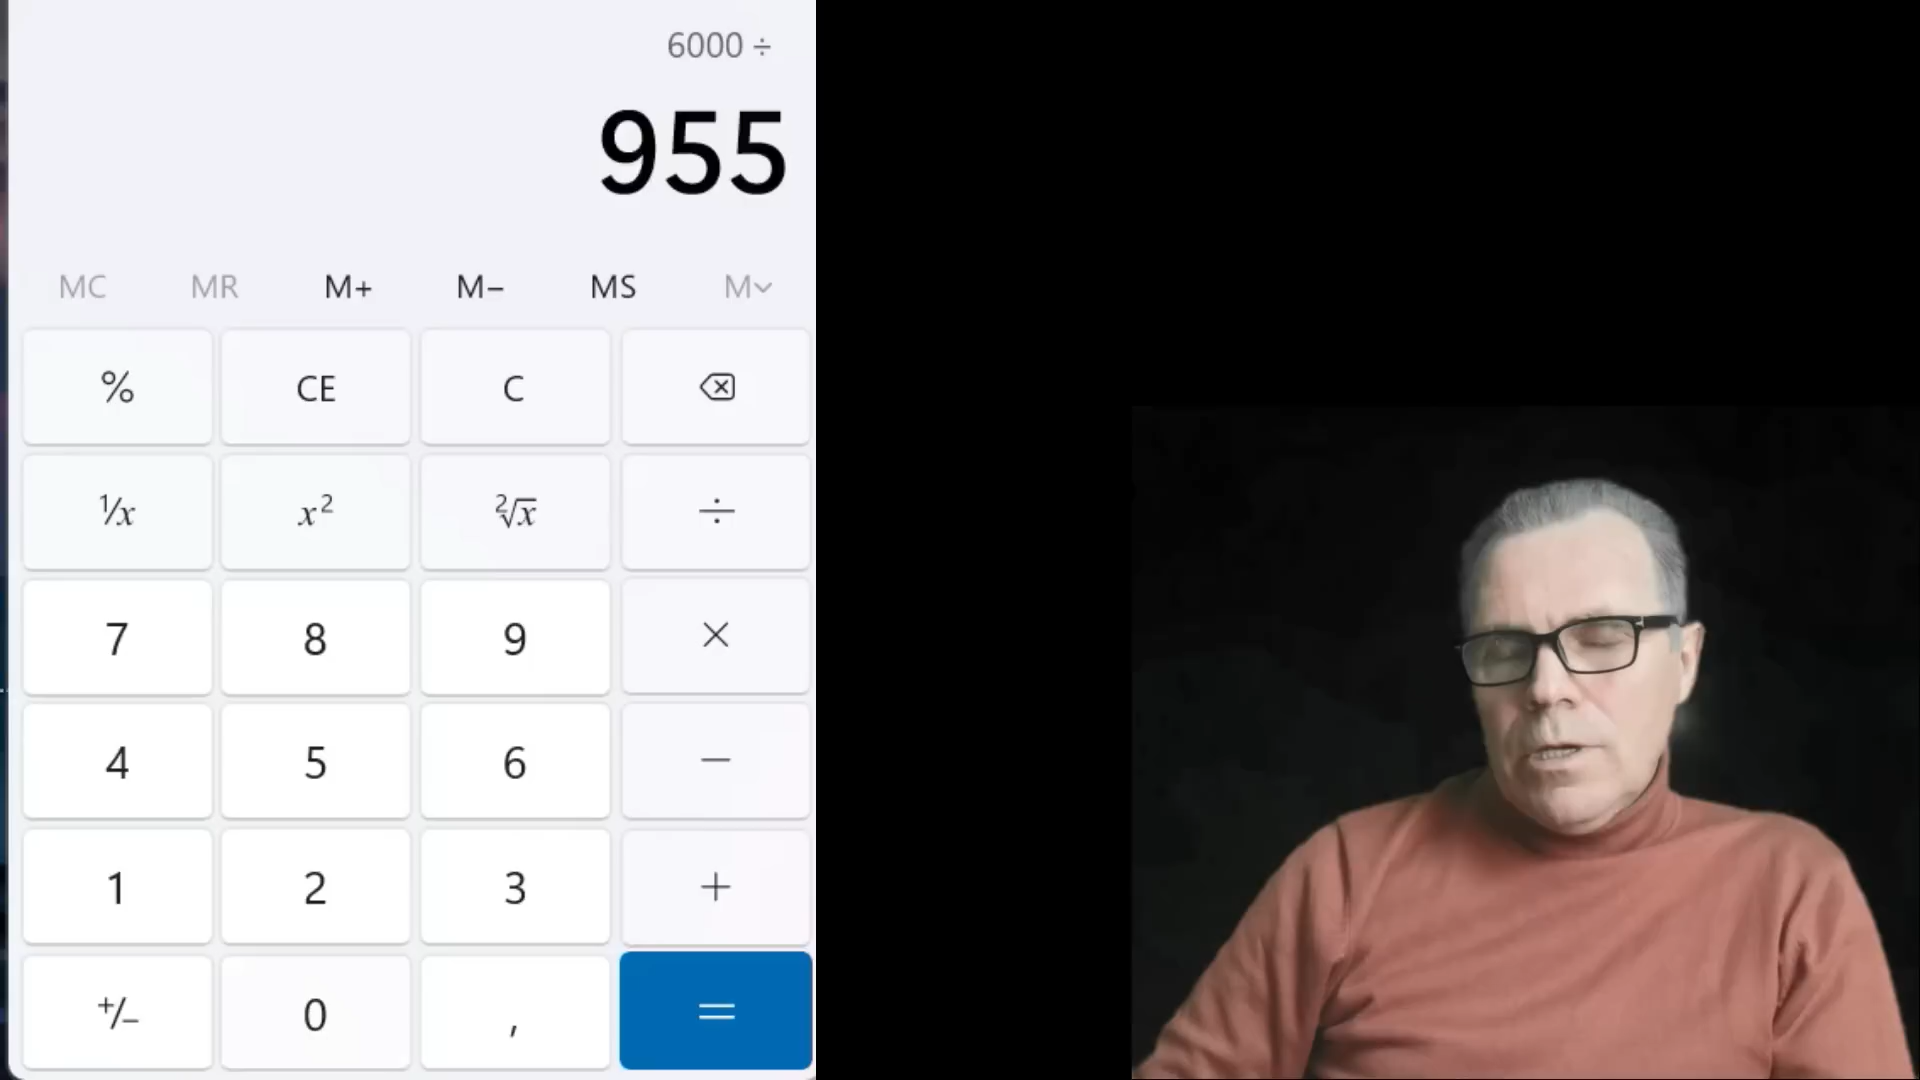 6000 ÷
955
MC MR M+ M− MS M
% CE C
¹/x x² ²√x ÷
7 8 9 ×
4 5 6 −
1 2 3 +
+/− 0 , =